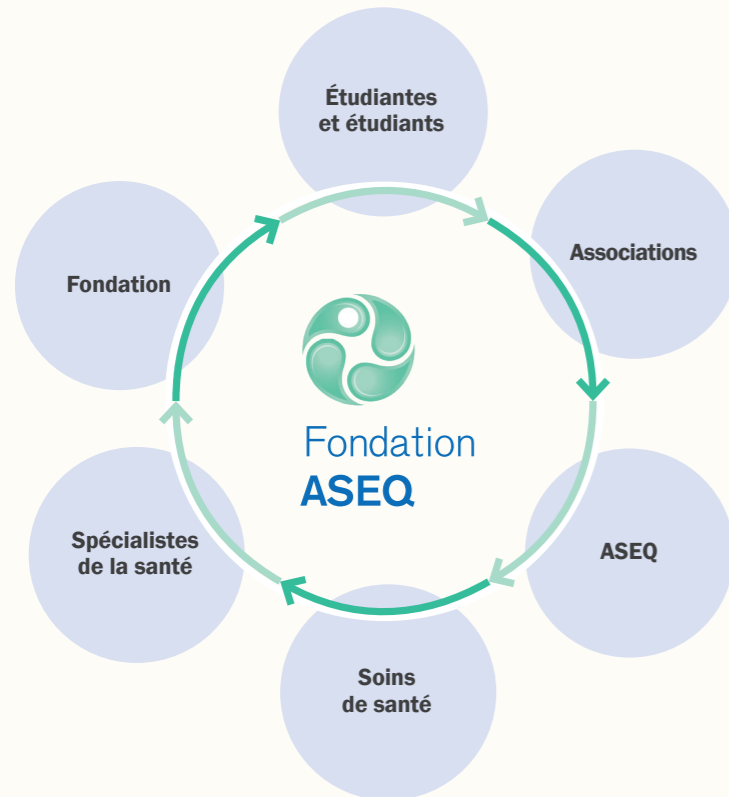 Étudiantes
et étudiants
Associations
Fondation
Fondation
ASEQ
Spécialistes
de la santé
ASEQ
Soins
de santé